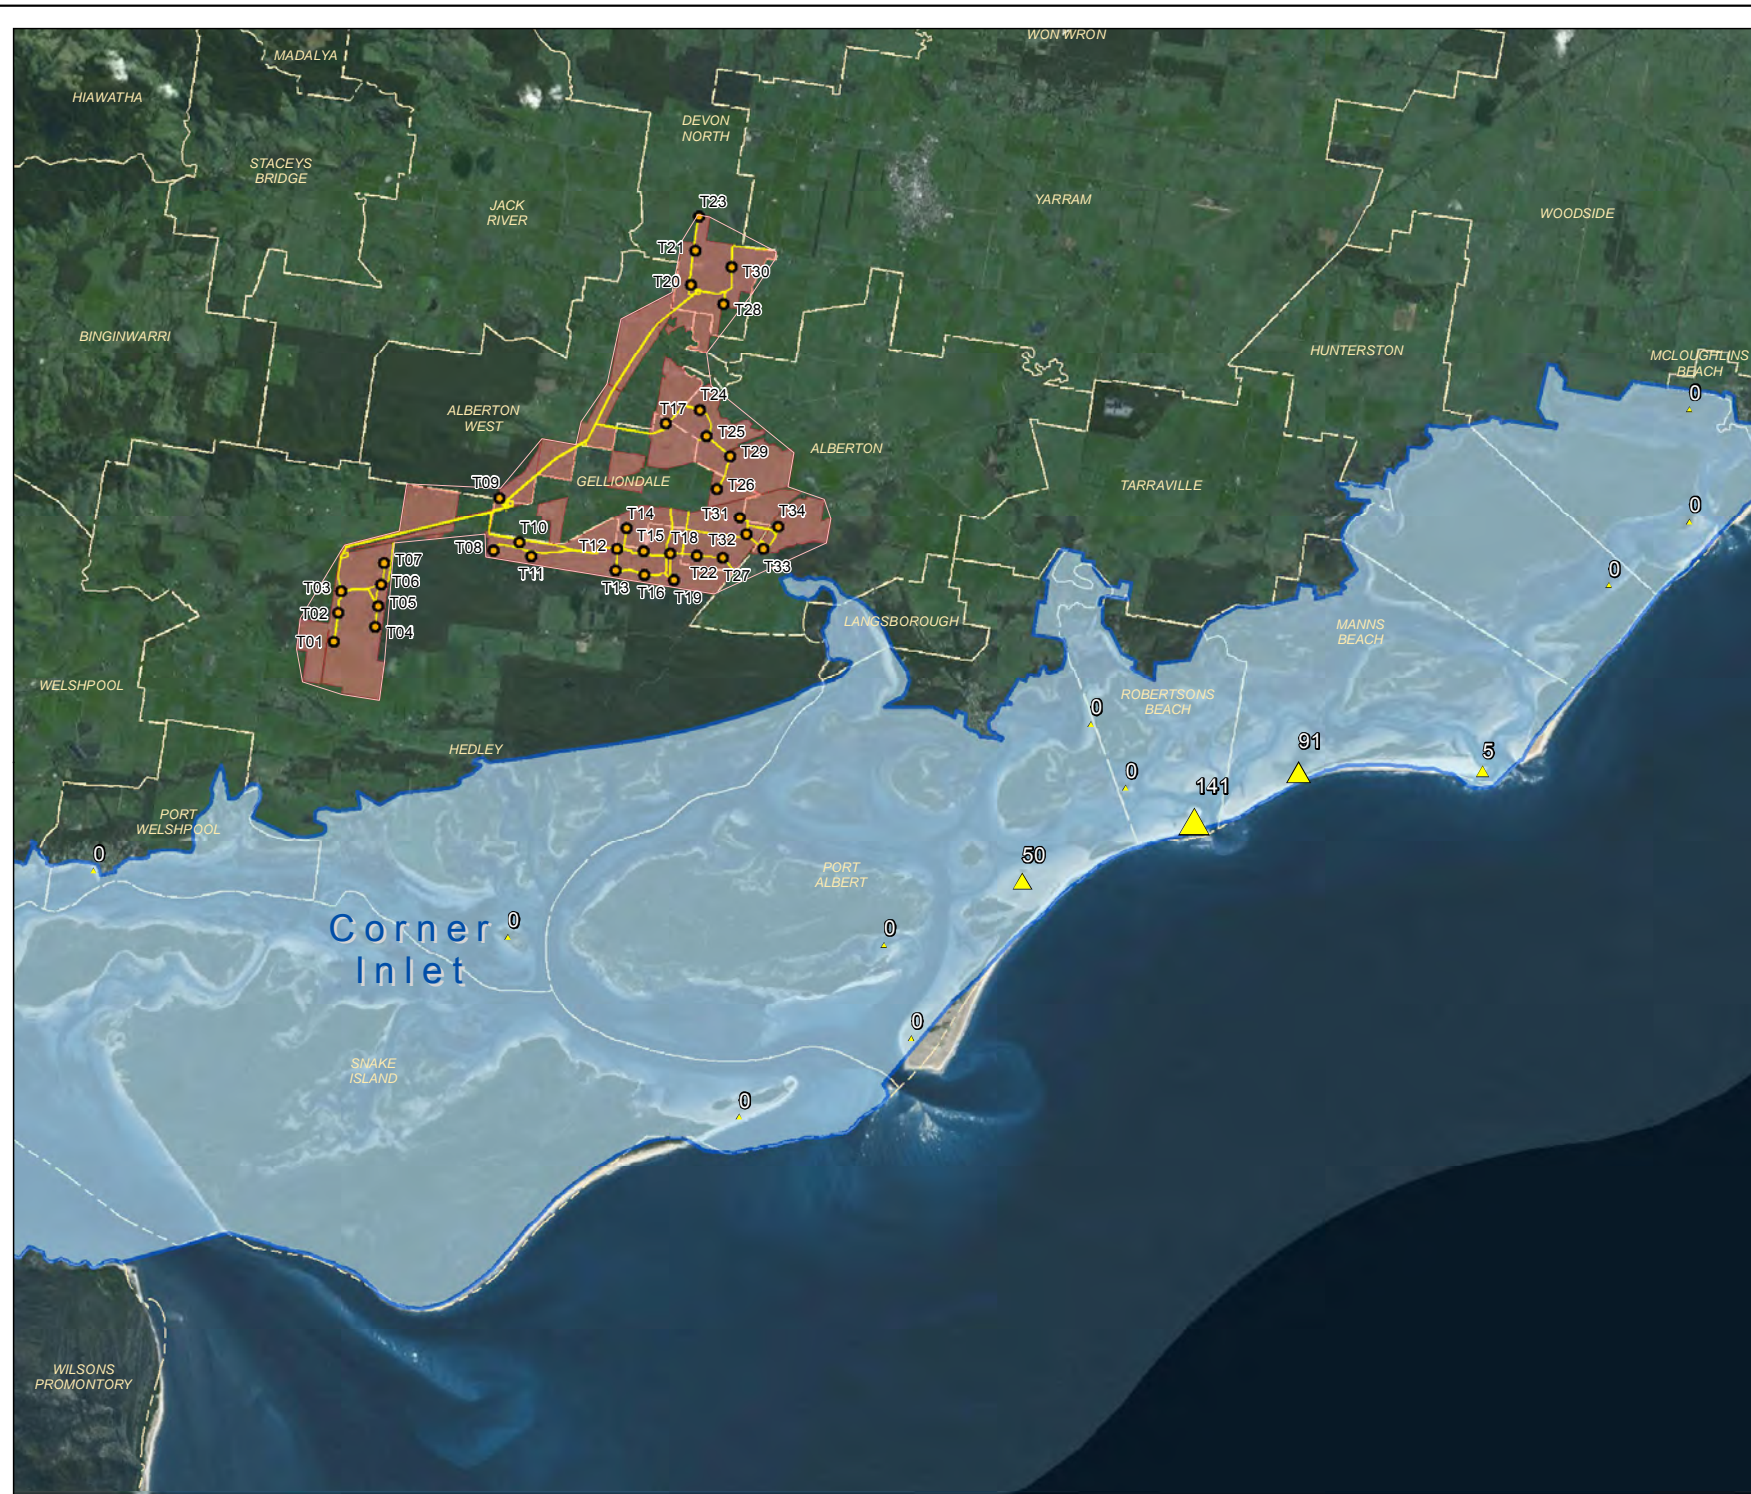 WON WRON
MADALYA
HIAWATHA
DEVON
NORTH
STACEYS
BRIDGE
JACK
RIVER
YARRAM
WOODSIDE
T23
T21
T30
T20
T28
BINGINWARRI
HUNTERSTON
MCLOUGHLINS
BEACH
0
ALBERTON
WEST
T24
T17
T25
ALBERTON
T29
GELLIONDALE
T09
T26
TARRAVILLE
0
T31
T34
T14
T10
T15
T18
T32
T12
T08
T11
T33
T22
T27
T13
T16
T19
0
T07
T06
T03
T05
T02
T04
T01
LANGSBOROUGH
MANNS
BEACH
WELSHPOOL
ROBERTSONS
BEACH
0
HEDLEY
91
5
0
141
PORT
WELSHPOOL
0
50
PORT
ALBERT
Corner
Inlet
0
0
0
SNAKE
ISLAND
0
WILSONS
PROMONTORY